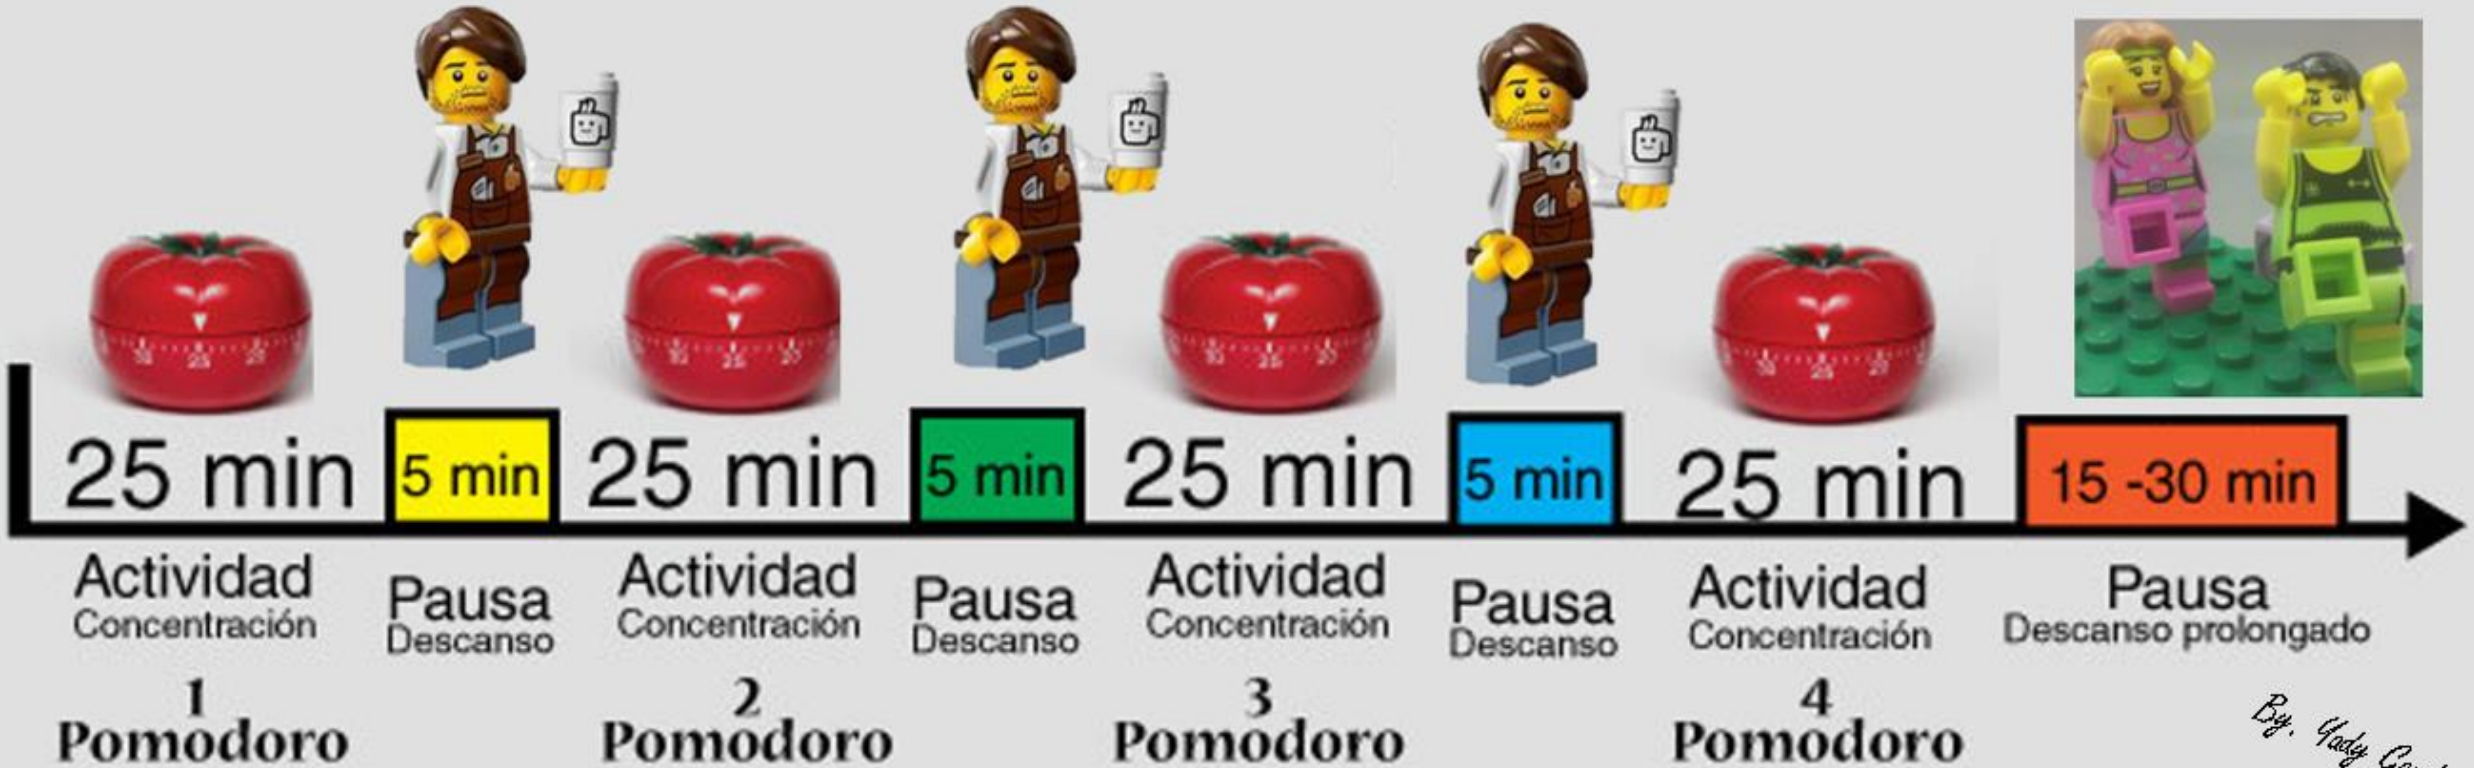 25 min
5 min
25 min
5 min
25 min
5 min
25 min
15 -30 min
Actividad
Concentración
Pausa
Descanso
Actividad
Concentración
Pausa
Descanso
Actividad
Concentración
Pausa
Descanso
Actividad
Concentración
Pausa
Descanso prolongado
1
Pomodoro
2
Pomodoro
3
Pomodoro
4
Pomodoro
By. Yady